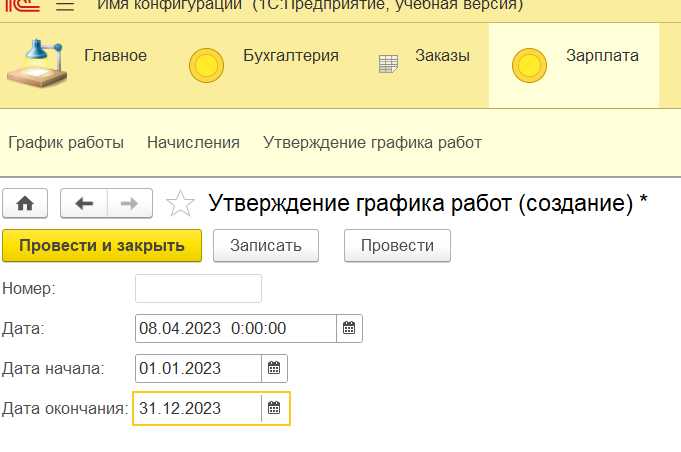 Имя конфигурации (1С:Предприятие, учебная версия)
Главное Бухгалтерия Заказы Зарплата
График работы Начисления Утверждение графика работ
Утверждение графика работ (создание) *
Провести и закрыть Записать Провести
Номер:
Дата: 08.04.2023 0:00:00
Дата начала: 01.01.2023
Дата окончания: 31.12.2023